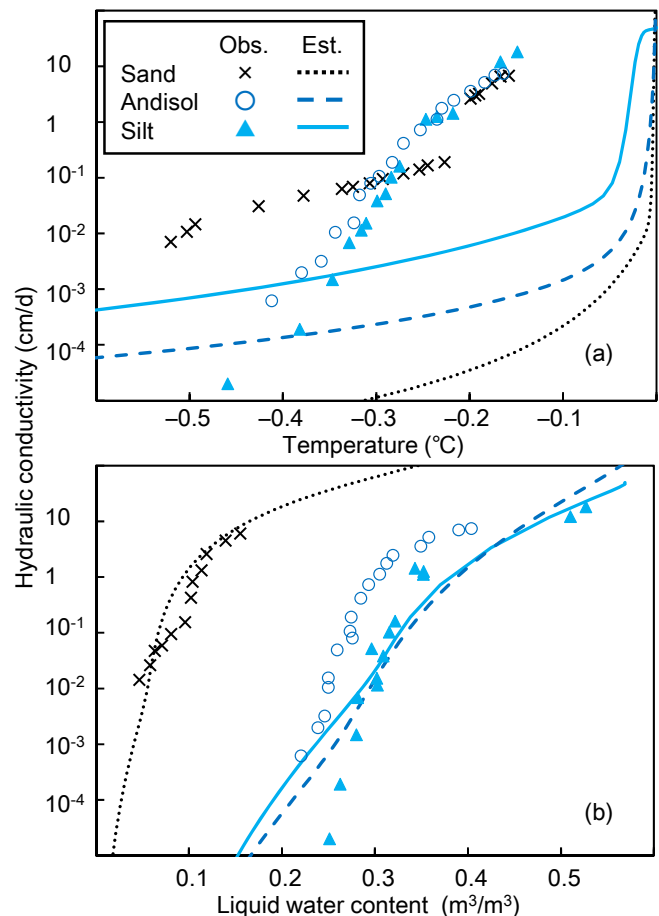 Obs. Est.
Sand
Andisol
Silt
10
1
10⁻¹
10⁻²
10⁻³
10⁻⁴
(a)
–0.5 –0.4 –0.3 –0.2 –0.1
Temperature (°C)
Hydraulic conductivity (cm/d)
10
1
10⁻¹
10⁻²
10⁻³
10⁻⁴
(b)
0.1 0.2 0.3 0.4 0.5
Liquid water content (m³/m³)